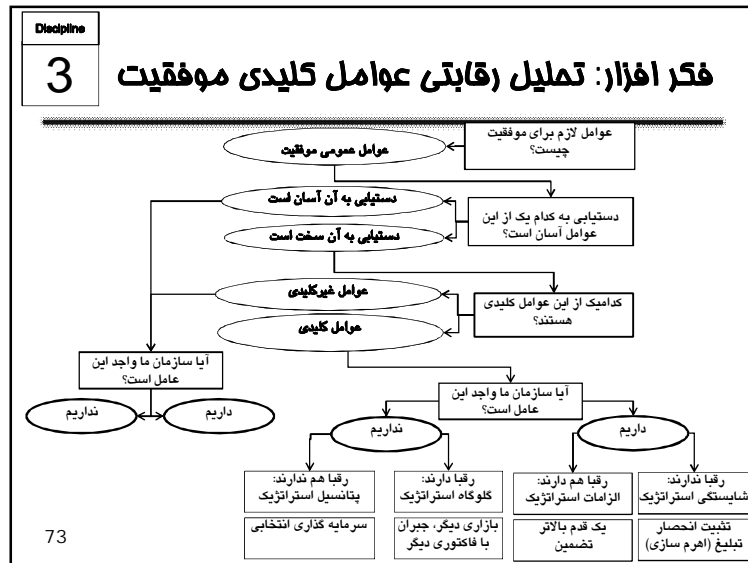 Discipline
3
فکر افزار: تحلیل رقابتی عوامل کلیدی موفقیت
عوامل لازم برای موفقیت
چیست؟
عوامل عمومی موفقیت
دستیابی به آن آسان است
دستیابی به کدام یک از این
عوامل آسان است؟
دستیابی به آن سخت است
عوامل غیرکلیدی
کدامیک از این عوامل کلیدی
هستند؟
عوامل کلیدی
آیا سازمان ما واجد این
عامل است؟
آیا سازمان ما واجد این
عامل است؟
داریم
نداریم
داریم
نداریم
رقبا ندارند:
شایستگی استراتژیک
رقبا هم دارند:
الزامات استراتژیک
رقبا دارند:
گلوگاه استراتژیک
رقبا هم ندارند:
پتانسیل استراتژیک
تثبیت انحصار
تبلیغ (اهرم سازی)
یک قدم بالاتر
تضمین
بازاری دیگر، جبران
با فاکتوری دیگر
سرمایه گذاری انتخابی
73